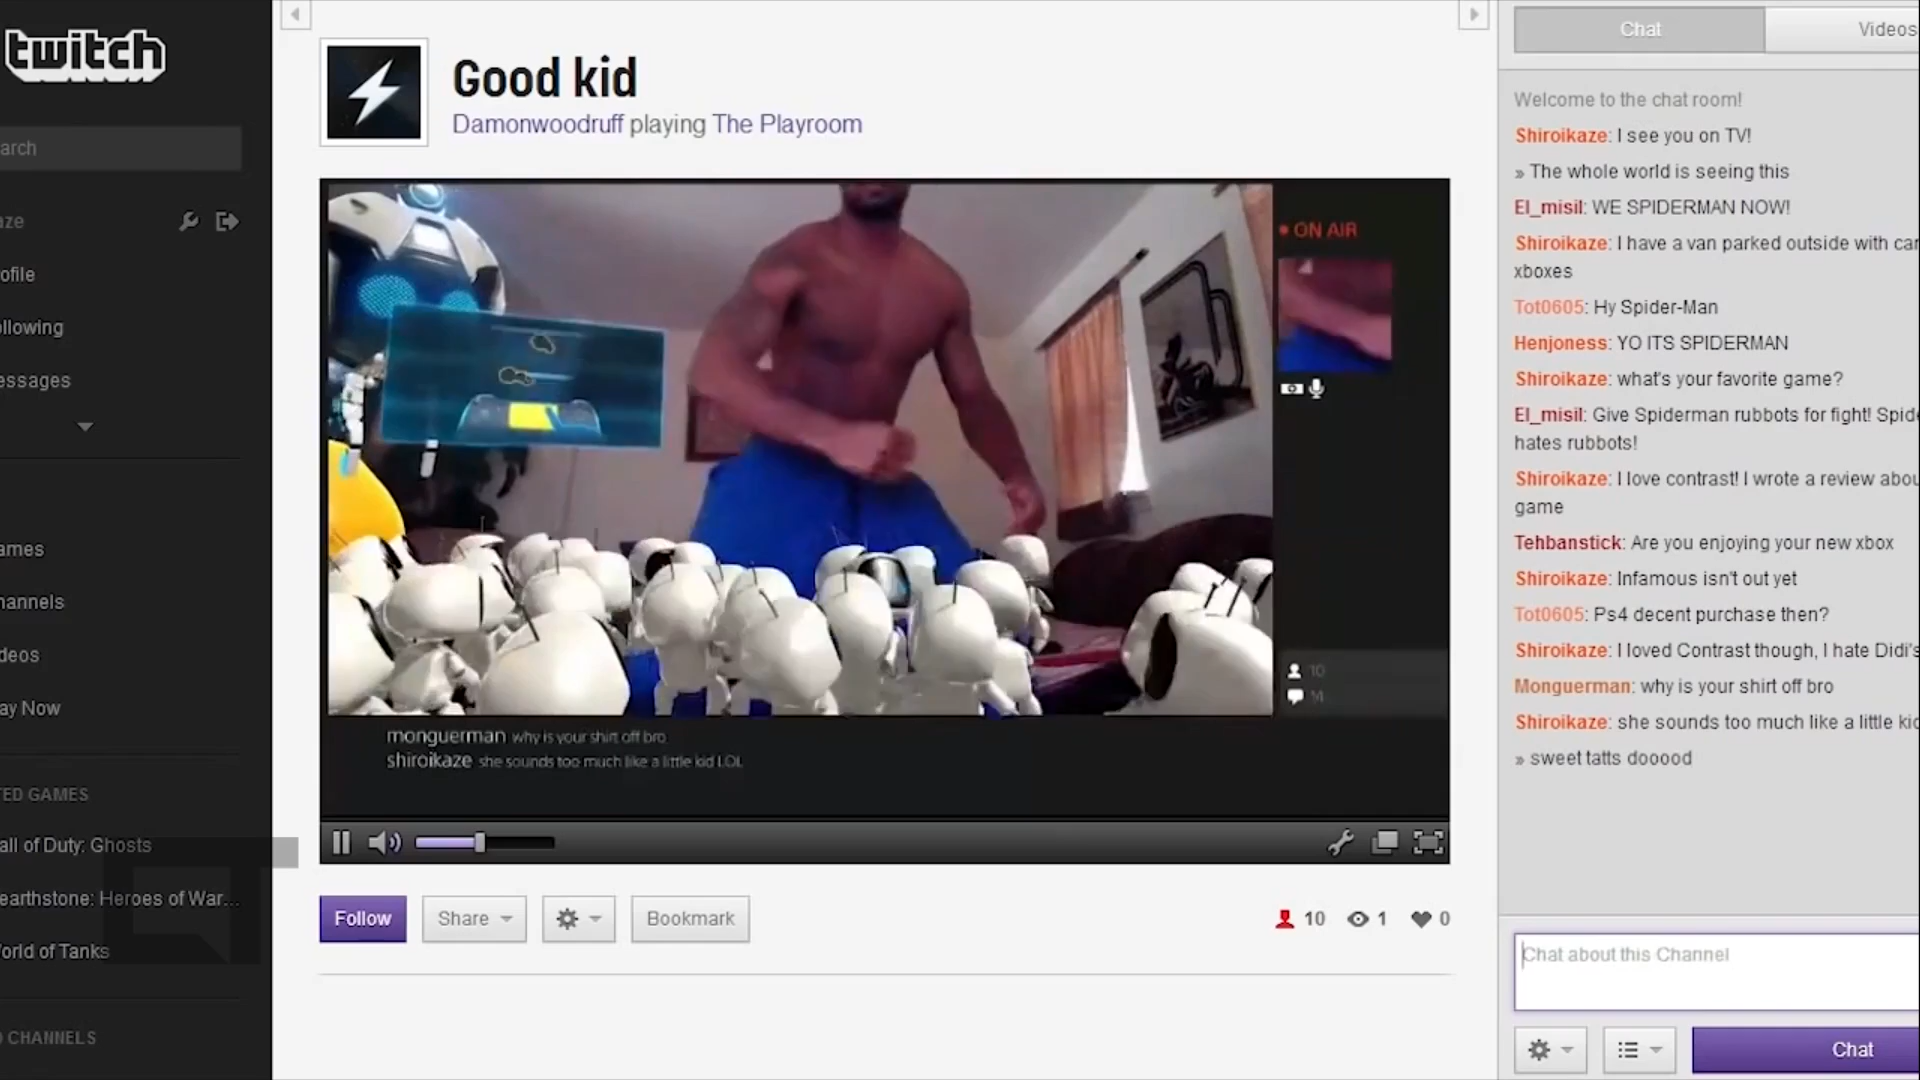 twitch
arch
aze
ofile
ollowing
essages
ames
hannels
deos
ay Now
TED GAMES
all of Duty: Ghosts
earthstone: Heroes of War...
orld of Tanks
CHANNELS
Good kid
Damonwoodruff playing The Playroom
ON AIR
10
14
monguerman why is your shirt off bro
shiroikaze she sounds too much like a little kid LOL
Follow
Share
Bookmark
10
1
0
Chat
Videos
Welcome to the chat room!
Shiroikaze: I see you on TV!
» The whole world is seeing this
El_misil: WE SPIDERMAN NOW!
Shiroikaze: I have a van parked outside with can
xboxes
Tot0605: Hy Spider-Man
Henjoness: YO ITS SPIDERMAN
Shiroikaze: what's your favorite game?
El_misil: Give Spiderman rubbots for fight! Spide
hates rubbots!
Shiroikaze: I love contrast! I wrote a review abou
game
Tehbanstick: Are you enjoying your new xbox
Shiroikaze: Infamous isn't out yet
Tot0605: Ps4 decent purchase then?
Shiroikaze: I loved Contrast though, I hate Didi's
Monguerman: why is your shirt off bro
Shiroikaze: she sounds too much like a little kid
» sweet tatts dooood
Chat about this Channel
Chat